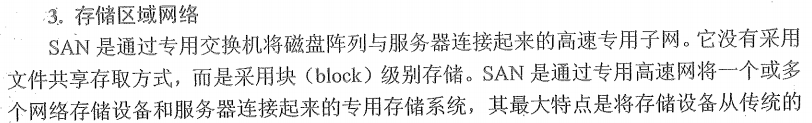 3. 存储区域网络
SAN 是通过专用交换机将磁盘阵列与服务器连接起来的高速专用子网。它没有采用
文件共享存取方式，而是采用块（block）级别存储。SAN 是通过专用高速网将一个或多
个网络存储设备和服务器连接起来的专用存储系统，其最大特点是将存储设备从传统的